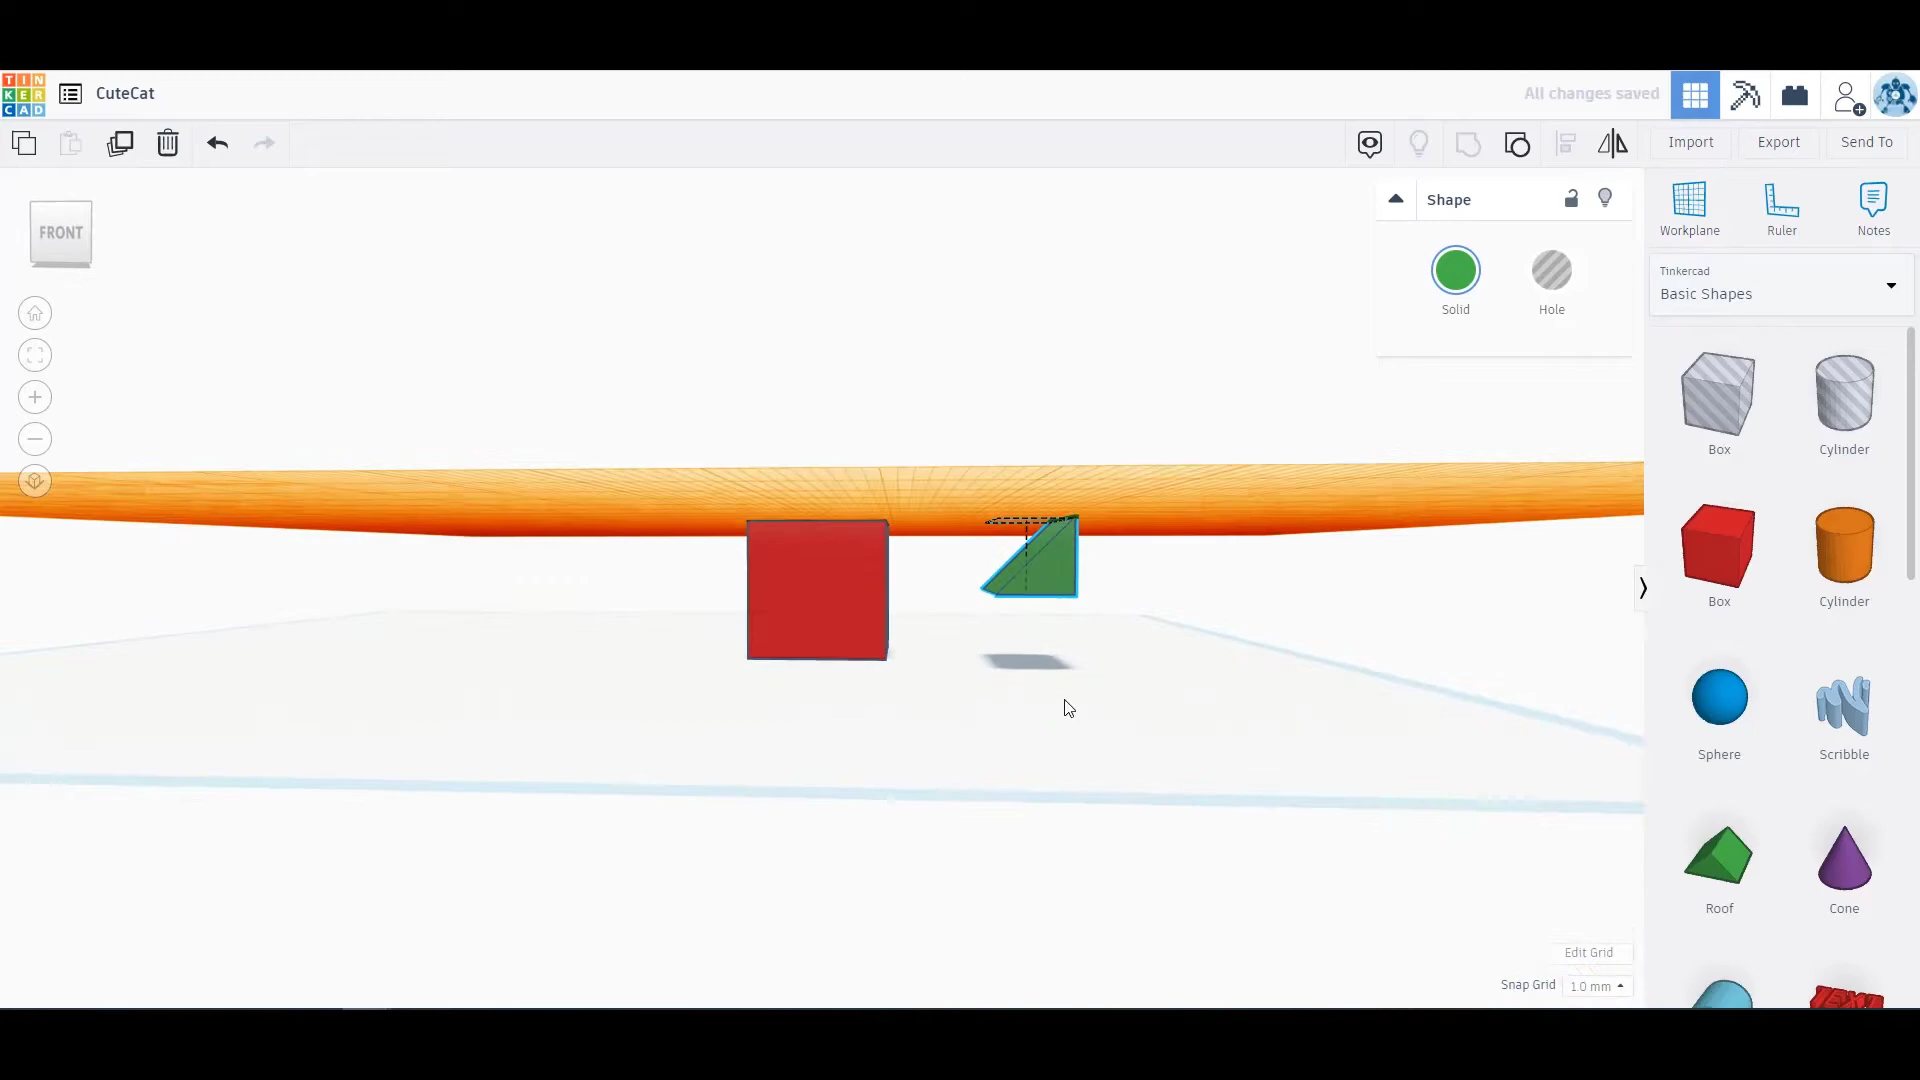 TIN
KER
CAD
CuteCat
All changes saved
Import
Export
Send To
FRONT
Shape
Solid
Hole
Workplane
Ruler
Notes
Tinkercad
Basic Shapes
Box
Cylinder
Box
Cylinder
Sphere
Scribble
Roof
Cone
TEXT
Edit Grid
Snap Grid
1.0 mm